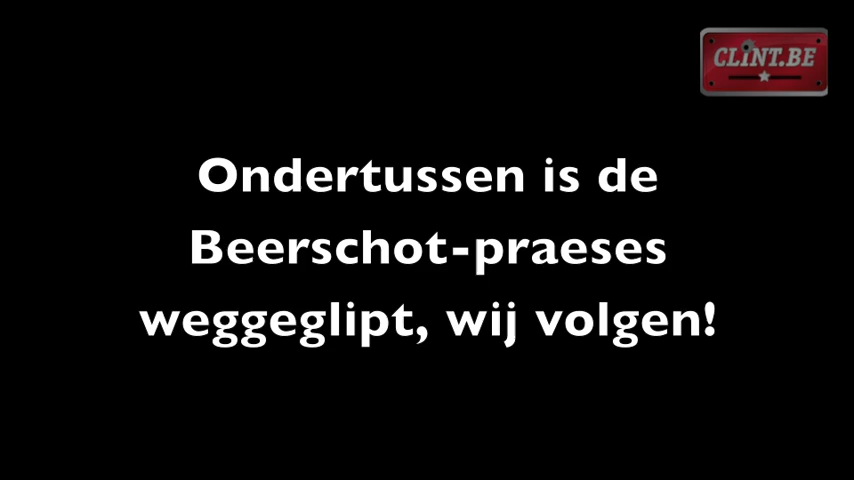 CLINT.BE
Ondertussen is de
Beerschot-praeses
weggeglipt, wij volgen!